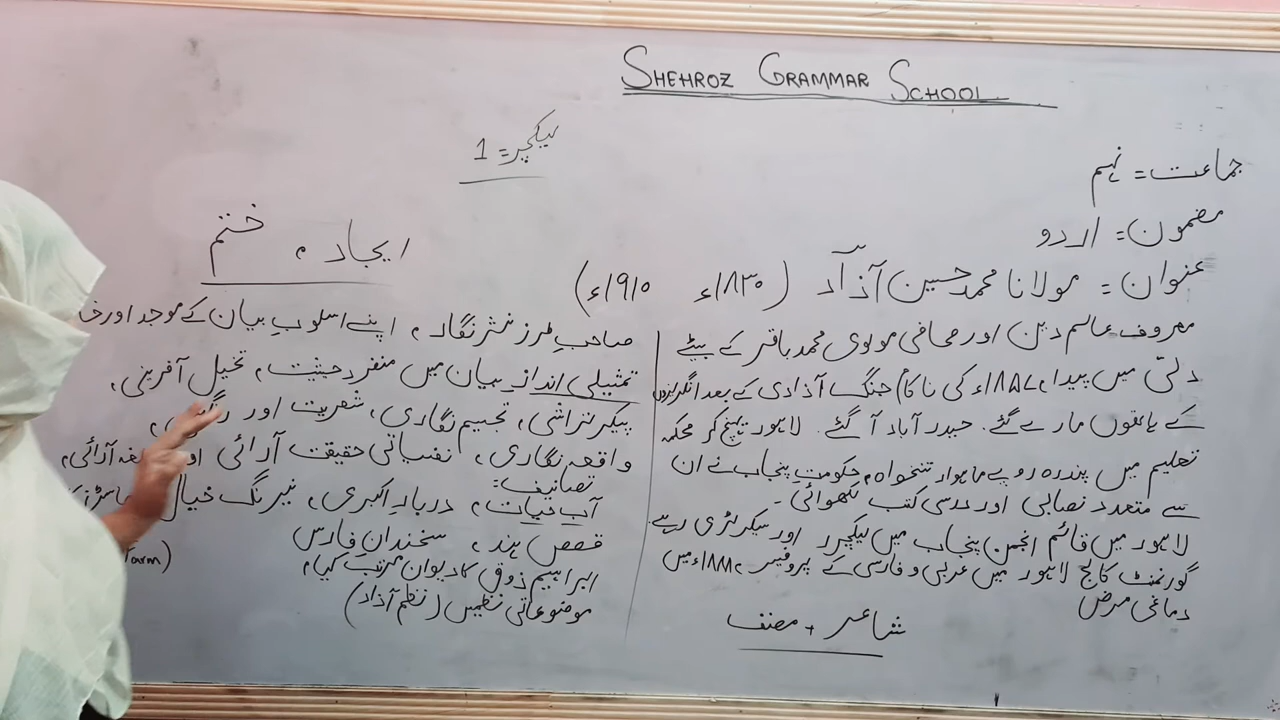 SHEHROZ GRAMMAR SCHOOL
لیکچر = 1
جماعت = نہم
مضمون = اردو
عنوان = مولانا محمد حسین آزاد (۱۸۳۰ء ۱۹۱۰ء)
معروف عالم دین اور صحافی مولوی محمد باقر کے بیٹے
دلّی میں پیدا، ۱۸۵۷ء کی ناکام جنگ آزادی کے بعد انگریزوں
کے ہاتھوں مارے گئے۔ حیدر آباد آ گئے۔ لاہور پہنچ کر محکمہ
تعلیم میں پندرہ روپے ماہوار تنخواہ، حکومتِ پنجاب نے ان
سے متعدد نصابی اور درسی کتب لکھوائی۔
لاہور میں قائم انجمن پنجاب میں لیکچرر اور سیکرٹری رہے
گورنمنٹ کالج لاہور میں عربی و فارسی کے پروفیسر، ۱۸۸۸ء میں
دماغی مرض
شاعر + مصنف
ایجاد، ختم
صاحبِ طرز نثر نگار، اپنے اسلوبِ بیان کے موجد اور
تمثیلی اندازِ بیان میں منفرد حیثیت، تخیل آفرینی،
پیکر تراشی، تجسیم نگاری، شعریت اور
واقعہ نگاری، نفسیاتی حقیقت آرائی
تصانیف:
آبِ حیات، دربارِ اکبری، نیرنگ خیال
قصص ہند، سخندانِ فارس
ابراہیم ذوق کا دیوان مرتب کیا،
موضوعاتی نظمیں (نظم آزاد)